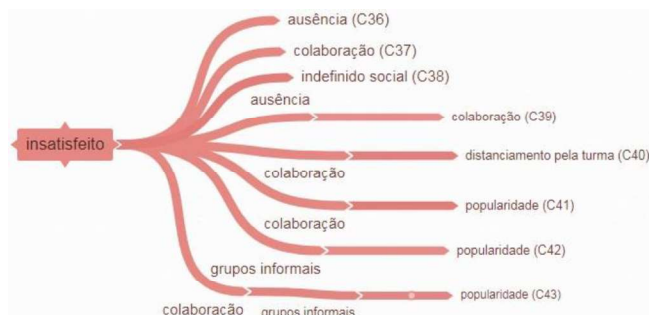 ausência (C36)
colaboração (C37)
indefinido social (C38)
ausência
colaboração (C39)
insatisfeito
distanciamento pela turma (C40)
colaboração
popularidade (C41)
colaboração
popularidade (C42)
grupos informais
popularidade (C43)
colaboração
grupos informais